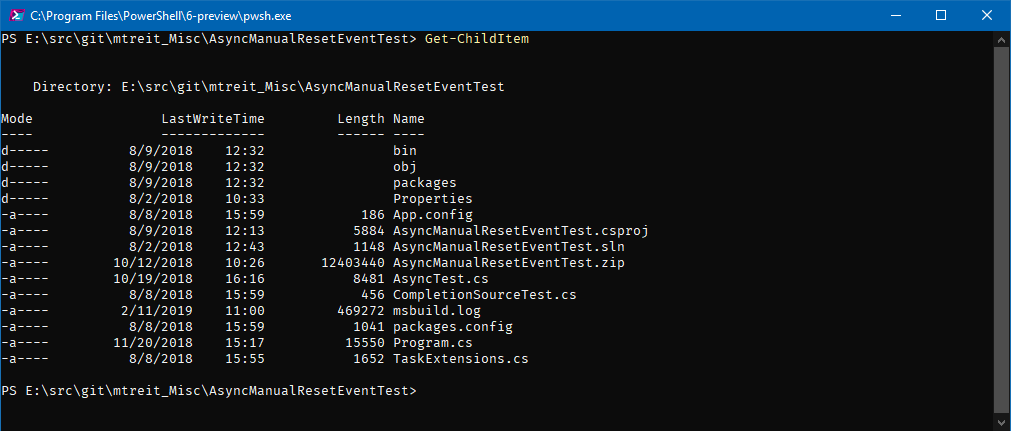 C:\Program Files\PowerShell\6-preview\pwsh.exe
PS E:\src\git\mtreit_Misc\AsyncManualResetEventTest> Get-ChildItem
    Directory: E:\src\git\mtreit_Misc\AsyncManualResetEventTest
Mode                LastWriteTime         Length Name
----                -------------         ------ ----
d-----          8/9/2018    12:32                bin
d-----          8/9/2018    12:32                obj
d-----          8/9/2018    12:32                packages
d-----          8/2/2018    10:33                Properties
-a----          8/8/2018    15:59            186 App.config
-a----          8/9/2018    12:13           5884 AsyncManualResetEventTest.csproj
-a----          8/2/2018    12:43           1148 AsyncManualResetEventTest.sln
-a----        10/12/2018    10:26       12403440 AsyncManualResetEventTest.zip
-a----        10/19/2018    16:16           8481 AsyncTest.cs
-a----          8/8/2018    15:59            456 CompletionSourceTest.cs
-a----         2/11/2019    11:00         469272 msbuild.log
-a----          8/8/2018    15:59           1041 packages.config
-a----        11/20/2018    15:17          15550 Program.cs
-a----          8/8/2018    15:55           1652 TaskExtensions.cs
PS E:\src\git\mtreit_Misc\AsyncManualResetEventTest>